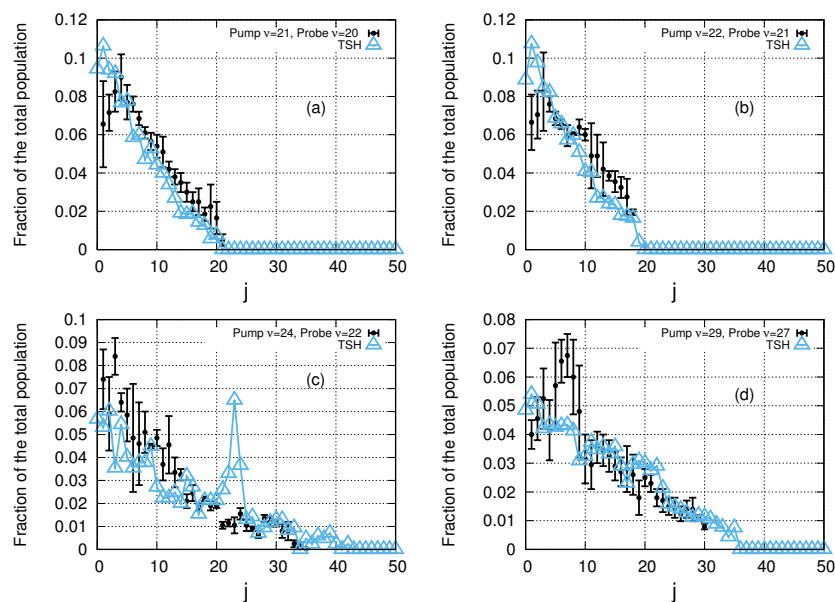 Fraction of the total population
0.12
0.1
0.08
0.06
0.04
0.02
0
Pump ν=21, Probe ν=20
TSH
(a)
0 10 20 30 40 50
j
Fraction of the total population
0.12
0.1
0.08
0.06
0.04
0.02
0
Pump ν=22, Probe ν=21
TSH
(b)
0 10 20 30 40 50
j
Fraction of the total population
0.1
0.09
0.08
0.07
0.06
0.05
0.04
0.03
0.02
0.01
0
Pump ν=24, Probe ν=22
TSH
(c)
0 10 20 30 40 50
j
Fraction of the total population
0.08
0.07
0.06
0.05
0.04
0.03
0.02
0.01
0
Pump ν=29, Probe ν=27
TSH
(d)
0 10 20 30 40 50
j